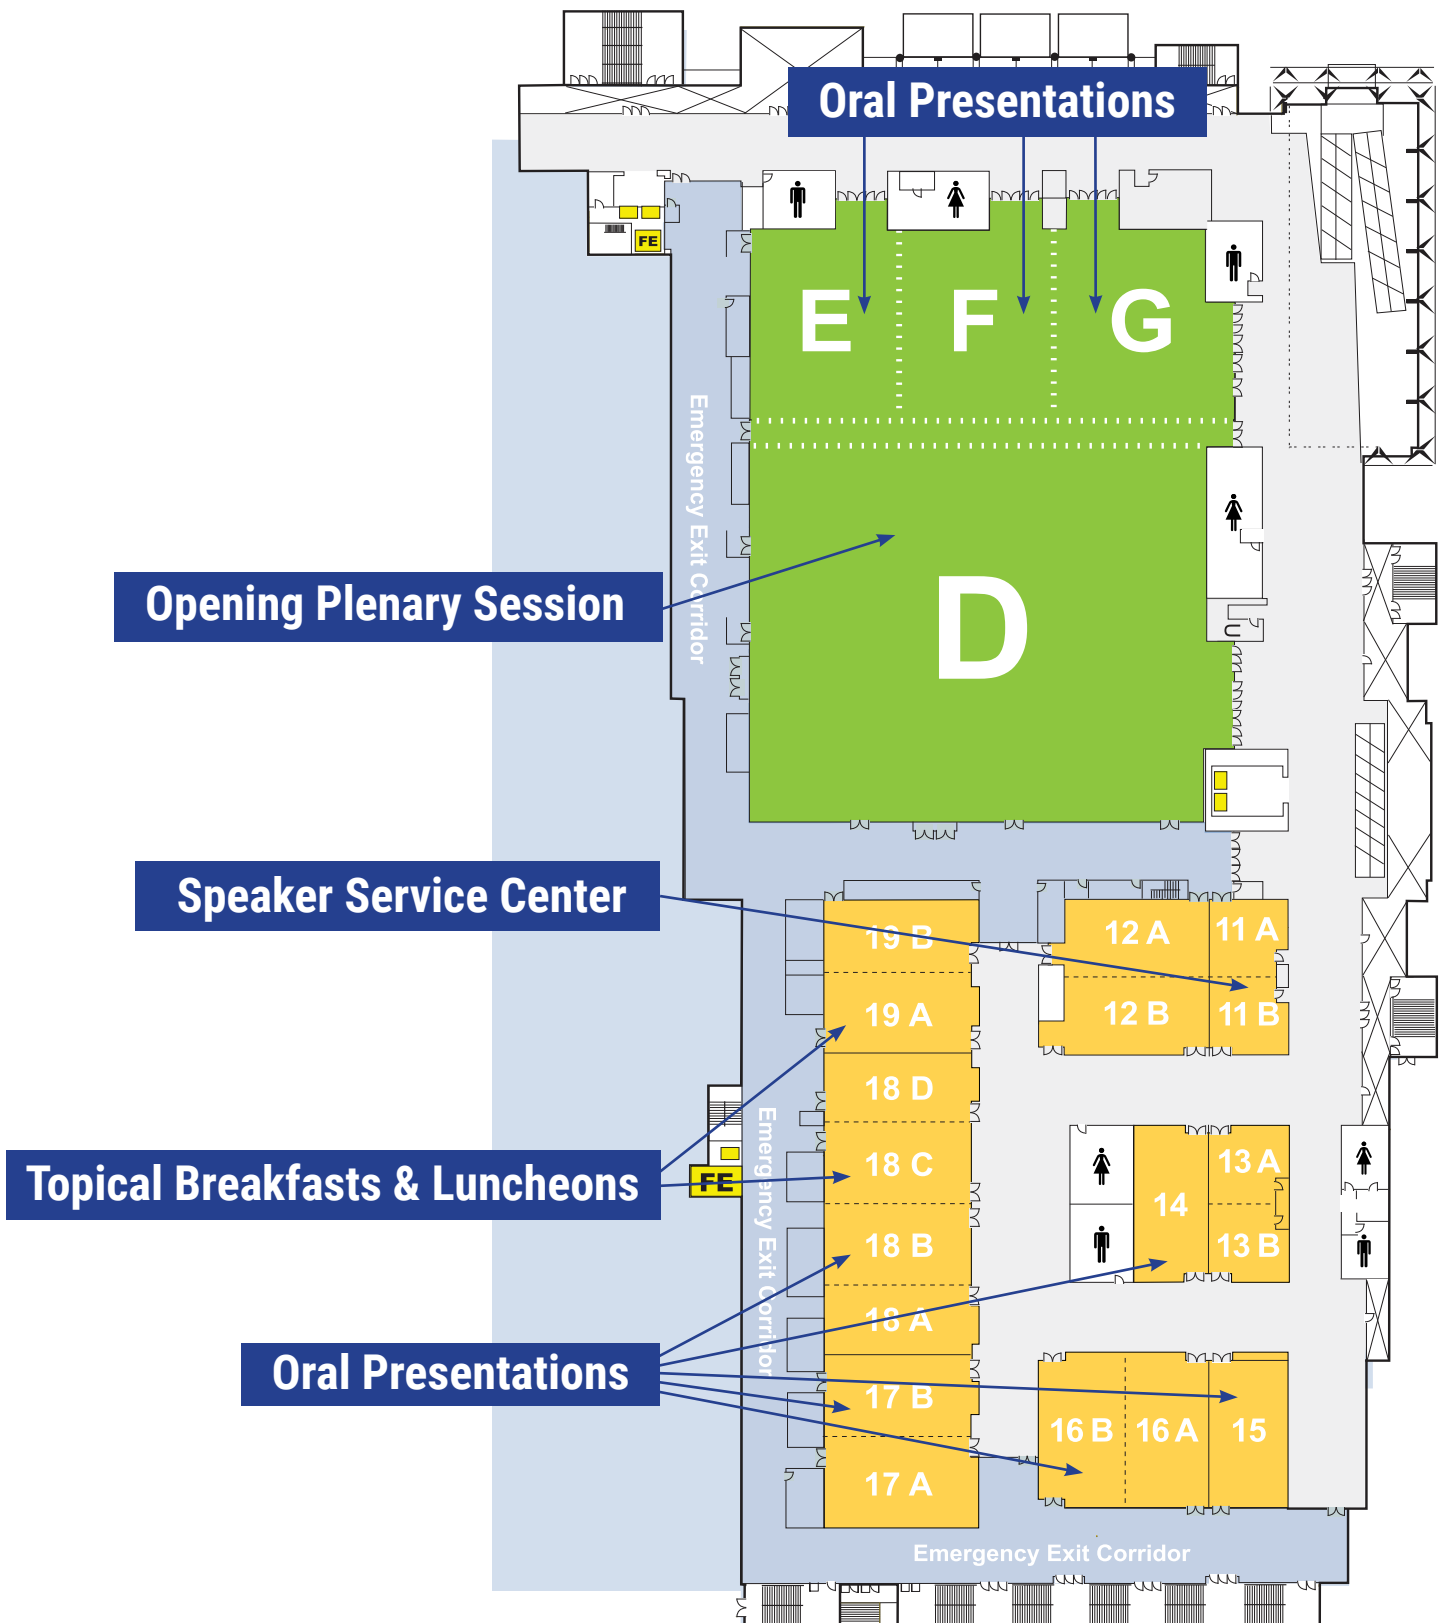 Oral Presentations
FE
E
F
G
Emergency Exit Corridor
Opening Plenary Session
D
U
Speaker Service Center
19 B
12 A
11 A
19 A
12 B
11 B
18 D
Emergency Exit Corridor
Topical Breakfasts & Luncheons
FE
18 C
13 A
14
18 B
13 B
18 A
Oral Presentations
17 B
16 B
16 A
15
17 A
Emergency Exit Corridor